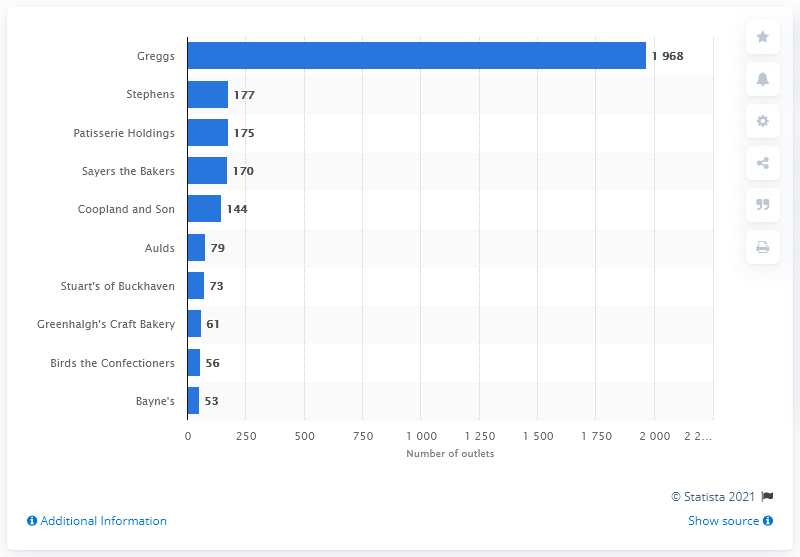 Greggs 1 968
Stephens 177
Patisserie Holdings 175
Sayers the Bakers 170
Coopland and Son 144
Aulds 79
Stuart's of Buckhaven 73
Greenhalgh's Craft Bakery 61
Birds the Confectioners 56
Bayne's 53
0 250 500 750 1 000 1 250 1 500 1 750 2 000 2 2...
Number of outlets
© Statista 2021
Additional Information Show source